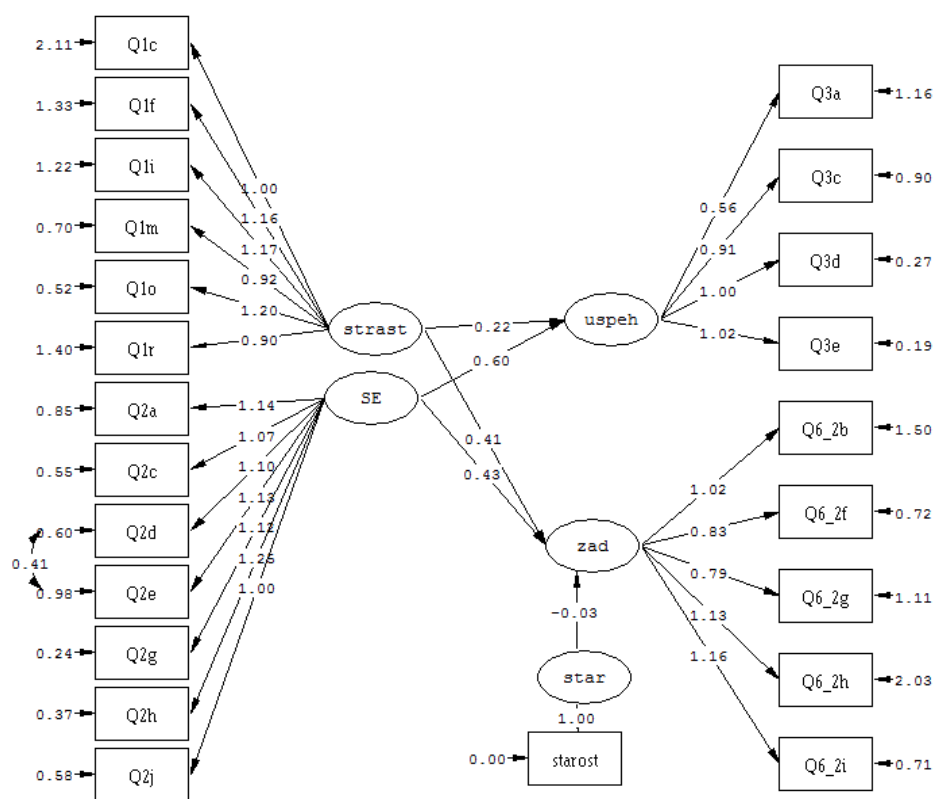 2.11 Q1c
1.33 Q1f
1.22 Q1i
0.70 Q1m
0.52 Q1o
1.40 Q1r
0.85 Q2a
0.55 Q2c
0.60 Q2d
0.41
0.98 Q2e
0.24 Q2g
0.37 Q2h
0.58 Q2j
1.00
1.16
1.17
0.92
1.20
0.90
strast
SE
1.14
1.07
1.10
1.13
1.12
1.25
1.00
0.22
0.60
0.41
0.43
uspeh
zad
-0.03
star
1.00
0.00 starost
0.56
0.91
1.00
1.02
Q3a 1.16
Q3c 0.90
Q3d 0.27
Q3e 0.19
1.02
0.83
0.79
1.13
1.16
Q6_2b 1.50
Q6_2f 0.72
Q6_2g 1.11
Q6_2h 2.03
Q6_2i 0.71